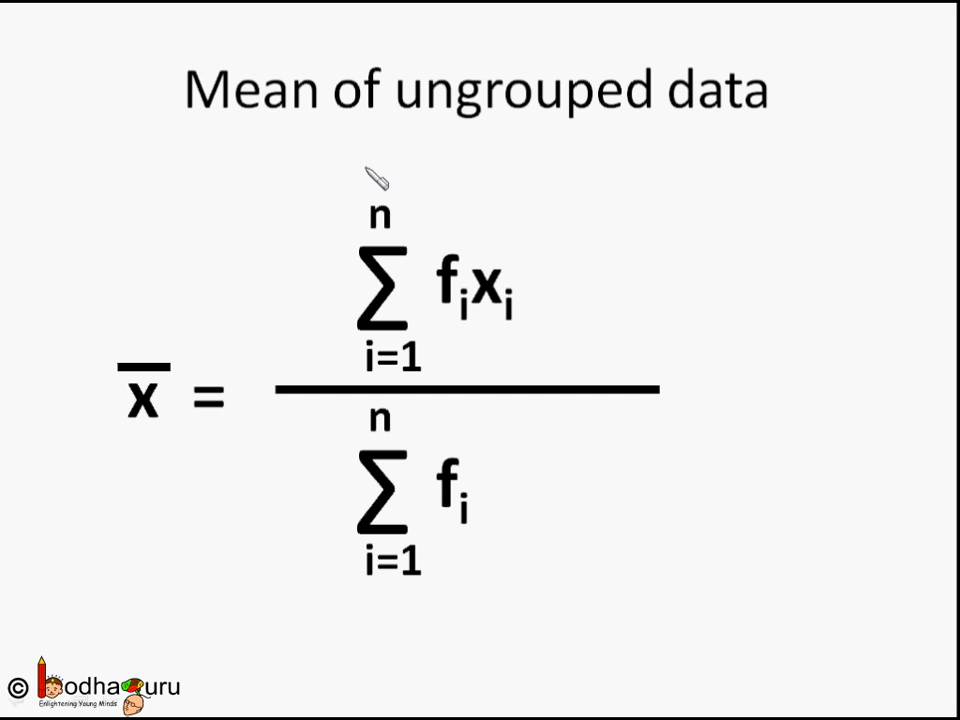 Mean of ungrouped data
n
∑ fᵢxᵢ
i=1
x̅ =
n
∑ fᵢ
i=1
© bodhaguru
Enlightening Young Minds